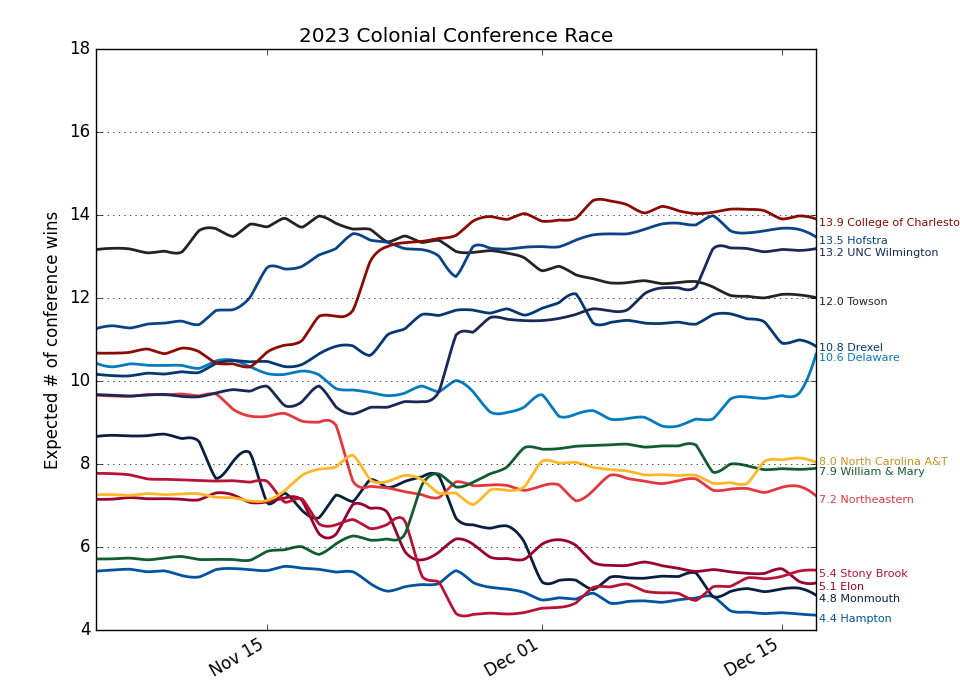 2023 Colonial Conference Race
Expected # of conference wins
18
16
14
12
10
8
6
4
Nov 15
Dec 01
Dec 15
13.9 College of Charlesto
13.5 Hofstra
13.2 UNC Wilmington
12.0 Towson
10.8 Drexel
10.6 Delaware
8.0 North Carolina A&T
7.9 William & Mary
7.2 Northeastern
5.4 Stony Brook
5.1 Elon
4.8 Monmouth
4.4 Hampton